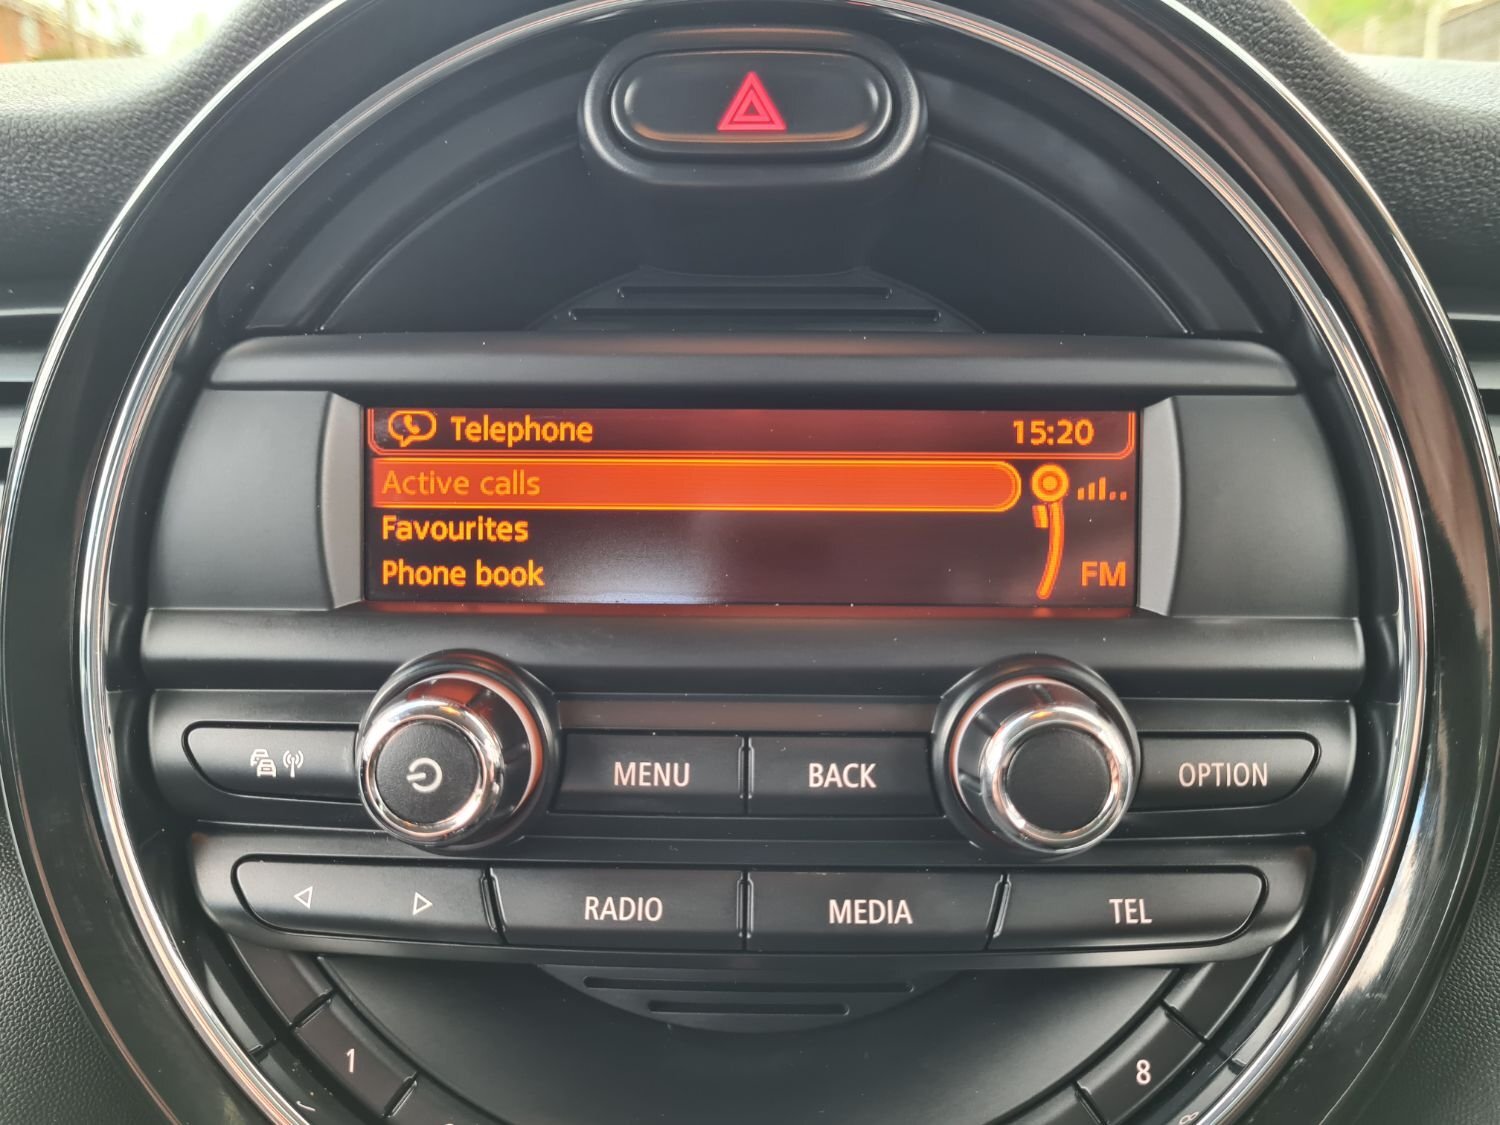 Telephone 15:20
Active calls
Favourites
Phone book FM
MENU BACK OPTION
RADIO MEDIA TEL
1 8